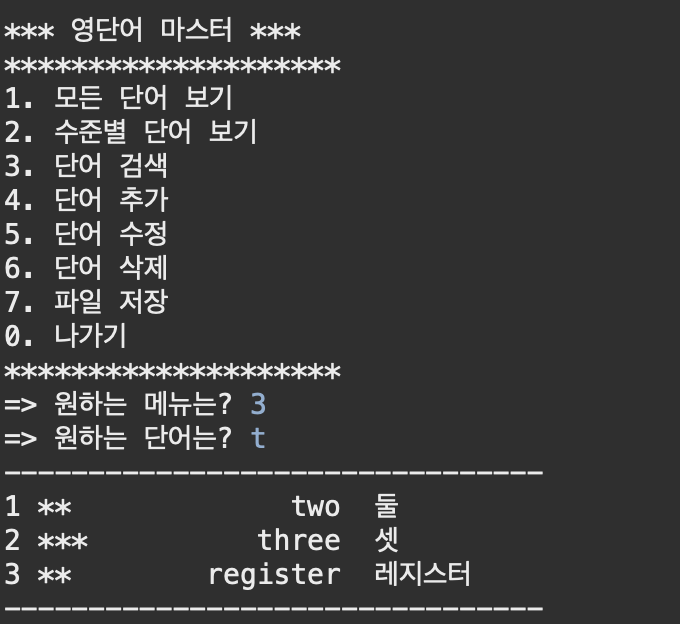 *** 영단어 마스터 ***
********************
1. 모든 단어 보기
2. 수준별 단어 보기
3. 단어 검색
4. 단어 추가
5. 단어 수정
6. 단어 삭제
7. 파일 저장
0. 나가기
********************
=> 원하는 메뉴는? 3
=> 원하는 단어는? t
--------------------------------
1 **             two  둘
2 ***          three  셋
3 **        register  레지스터
--------------------------------